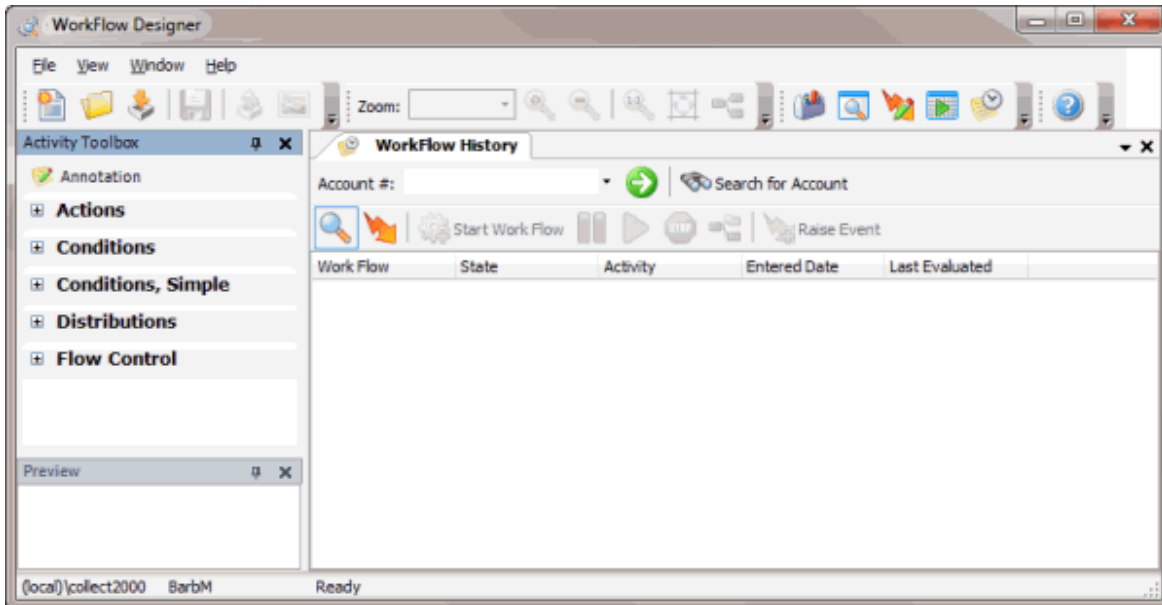 WorkFlow Designer
File View Window Help
Zoom:
Activity Toolbox
WorkFlow History
Annotation
Account #:
Search for Account
Actions
Start Work Flow
Raise Event
Conditions
Work Flow State Activity Entered Date Last Evaluated
Conditions, Simple
Distributions
Flow Control
Preview
(local)\collect2000 BarbM Ready